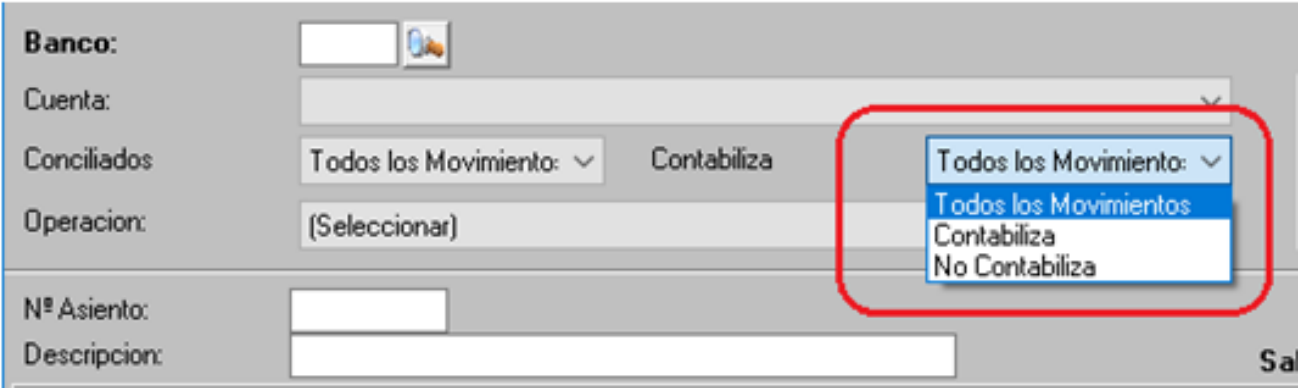 Banco:
Cuenta:
Conciliados Todos los Movimiento: Contabiliza Todos los Movimiento:
Todos los Movimientos
Operacion: (Seleccionar)
Contabiliza
No Contabiliza
Nº Asiento:
Descripcion: